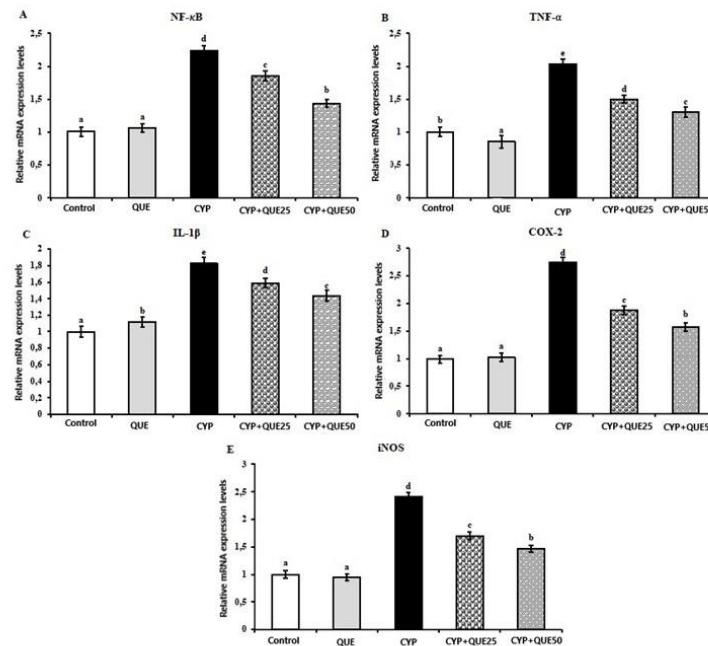 A
NF-κB
Relative mRNA expression levels
2,5
2
1,5
1
0,5
0
a
a
d
c
b
Control
QUE
CYP
CYP+QUE25
CYP+QUE50
B
TNF-α
Relative mRNA expression levels
2,5
2
1,5
1
0,5
0
b
a
e
d
c
Control
QUE
CYP
CYP+QUE25
CYP+QUE50
C
IL-1β
Relative mRNA expression levels
2
1,8
1,6
1,4
1,2
1
0,8
0,6
0,4
0,2
0
a
b
e
d
c
Control
QUE
CYP
CYP+QUE25
CYP+QUE50
D
COX-2
Relative mRNA expression levels
3
2,5
2
1,5
1
0,5
0
a
a
d
c
b
Control
QUE
CYP
CYP+QUE25
CYP+QUE50
E
iNOS
Relative mRNA expression levels
3
2,5
2
1,5
1
0,5
0
a
a
d
c
b
Control
QUE
CYP
CYP+QUE25
CYP+QUE50